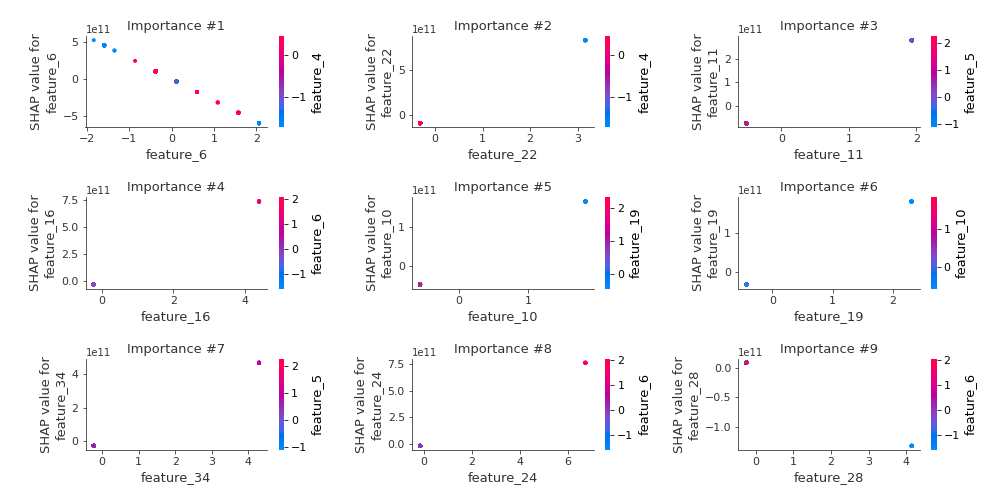 Importance #1
1e11
SHAP value for
feature_6
5
0
−5
−2
−1
0
1
2
feature_6
0
−1
feature_4
Importance #2
1e11
SHAP value for
feature_22
5
0
0
1
2
3
feature_22
0
−1
feature_4
Importance #3
1e11
SHAP value for
feature_11
2
1
0
0
1
2
feature_11
2
1
0
−1
feature_5
Importance #4
1e11
SHAP value for
feature_16
7.5
5.0
2.5
0.0
0
2
4
feature_16
2
1
0
−1
feature_6
Importance #5
1e11
SHAP value for
feature_10
1
0
0
1
feature_10
2
1
0
feature_19
Importance #6
1e11
SHAP value for
feature_19
1
0
0
1
2
feature_19
1
0
feature_10
Importance #7
1e11
SHAP value for
feature_34
4
2
0
0
1
2
3
4
feature_34
2
1
0
−1
feature_5
Importance #8
1e11
SHAP value for
feature_24
7.5
5.0
2.5
0.0
0
2
4
6
feature_24
2
1
0
−1
feature_6
Importance #9
1e11
SHAP value for
feature_28
0.0
−0.5
−1.0
0
1
2
3
4
feature_28
2
1
0
−1
feature_6